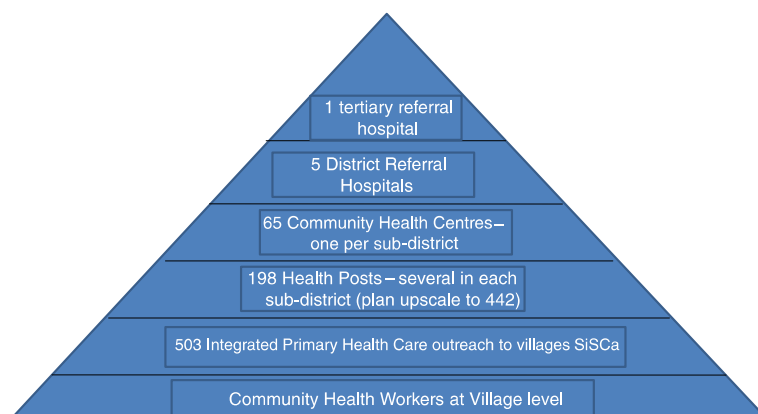 1 tertiary referral
hospital
5 District Referral
Hospitals
65 Community Health Centres–
one per sub-district
198 Health Posts–several in each
sub-district (plan upscale to 442)
503 Integrated Primary Health Care outreach to villages SiSCa
Community Health Workers at Village level